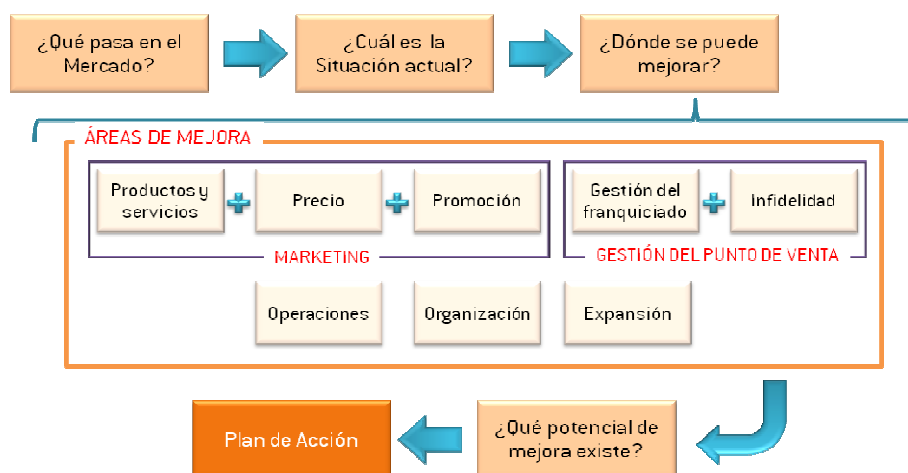 ¿Qué pasa en el
Mercado?
¿Cuál es la
Situación actual?
¿Dónde se puede
mejorar?
ÁREAS DE MEJORA
Productos y
servicios
Precio
Promoción
MARKETING
Gestión del
franquiciado
Infidelidad
GESTIÓN DEL PUNTO DE VENTA
Operaciones
Organización
Expansión
Plan de Acción
¿Qué potencial de
mejora existe?